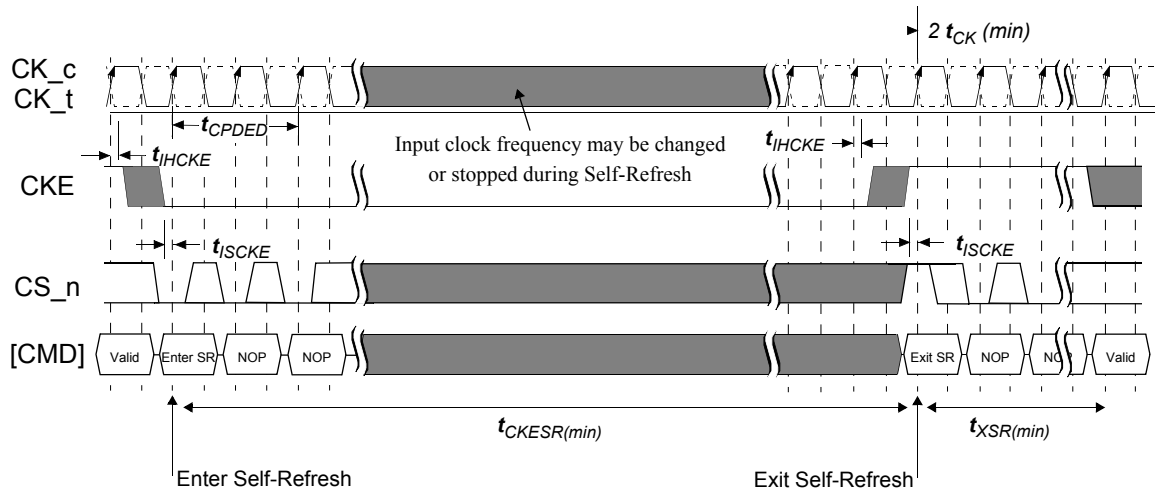 2 tCK (min)
CK_c
CK_t
tCPDED
tIHCKE
Input clock frequency may be changed
or stopped during Self-Refresh
tIHCKE
CKE
tISCKE
tISCKE
CS_n
[CMD]
Valid
Enter SR
NOP
NOP
Exit SR
NOP
NOP
Valid
tCKESR(min)
tXSR(min)
Enter Self-Refresh
Exit Self-Refresh